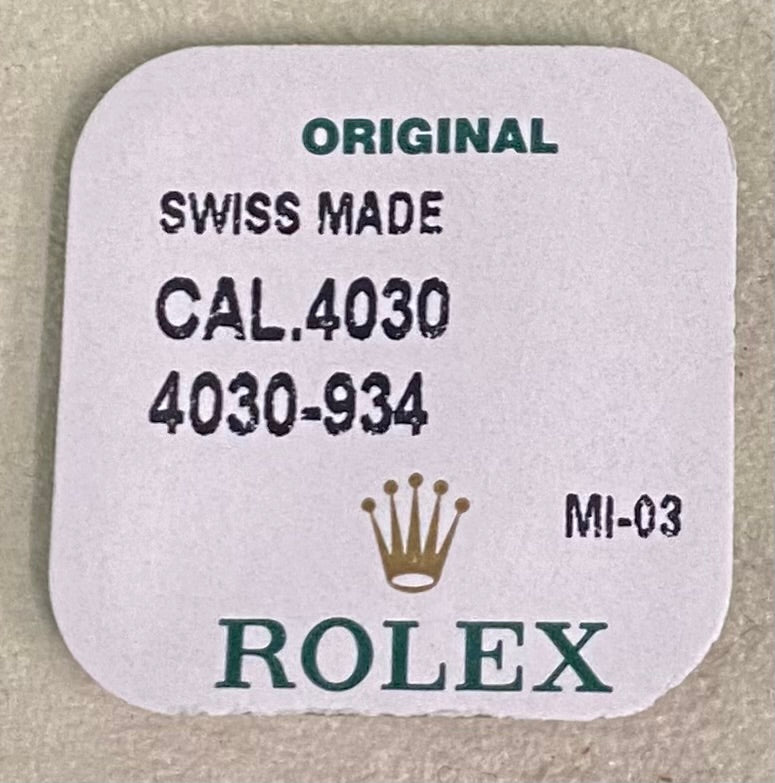 ORIGINAL
SWISS MADE
CAL.4030
4030-934
MI-03
ROLEX